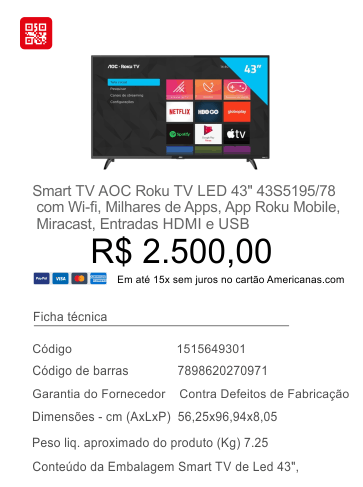 AOC · Roku TV
43"
NETFLIX
HBO GO
globoplay
Spotify
Google Play
tv
Smart TV AOC Roku TV LED 43" 43S5195/78
com Wi-fi, Milhares de Apps, App Roku Mobile,
Miracast, Entradas HDMI e USB
R$ 2.500,00
PayPal VISA
Em até 15x sem juros no cartão Americanas.com
Ficha técnica
Código 1515649301
Código de barras 7898620270971
Garantia do Fornecedor Contra Defeitos de Fabricação
Dimensões - cm (AxLxP) 56,25x96,94x8,05
Peso liq. aproximado do produto (Kg) 7.25
Conteúdo da Embalagem Smart TV de Led 43",